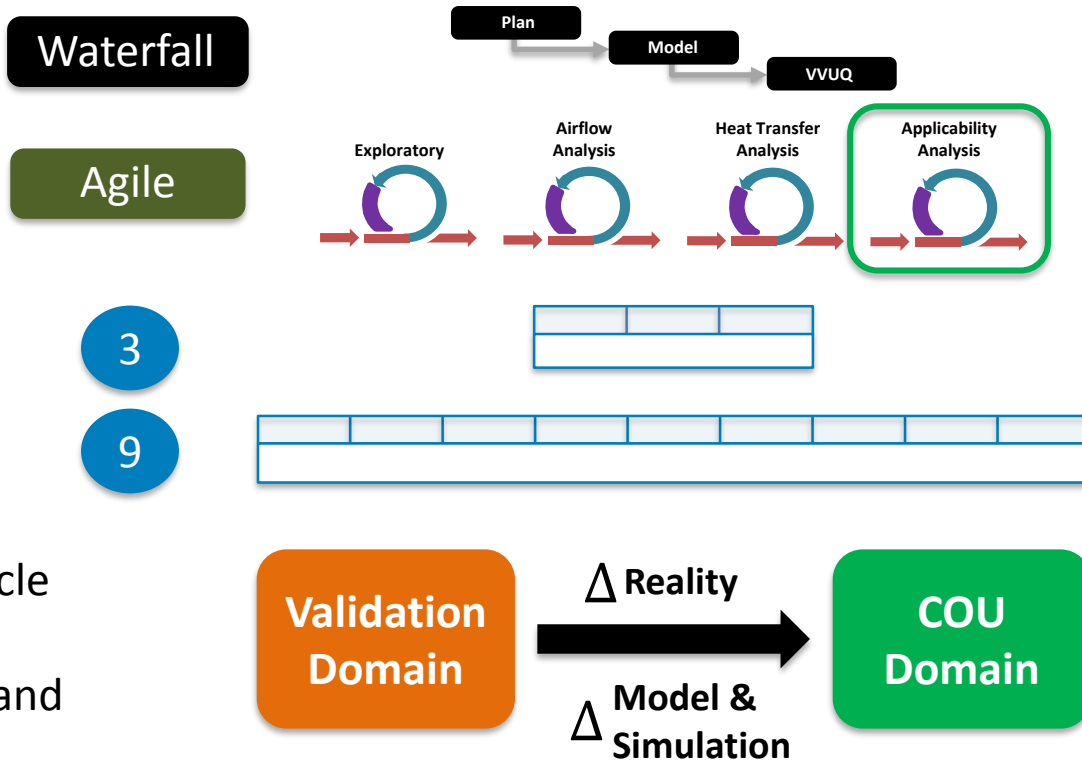 Waterfall
Plan
Model
VVUQ
Agile
Exploratory
Airflow
Analysis
Heat Transfer
Analysis
Applicability
Analysis
3
9
cle
and
Validation
Domain
Δ Reality
Δ Model &
Simulation
COU
Domain